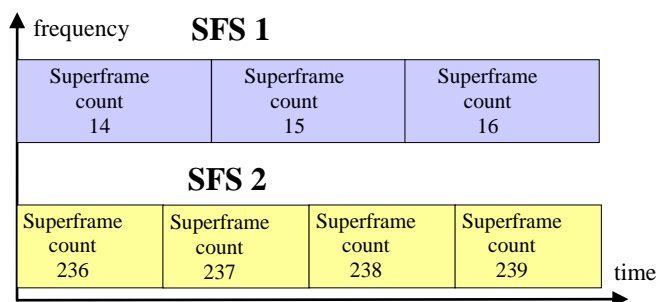 frequency
SFS 1
Superframe
count
14
Superframe
count
15
Superframe
count
16
SFS 2
Superframe
count
236
Superframe
count
237
Superframe
count
238
Superframe
count
239
time